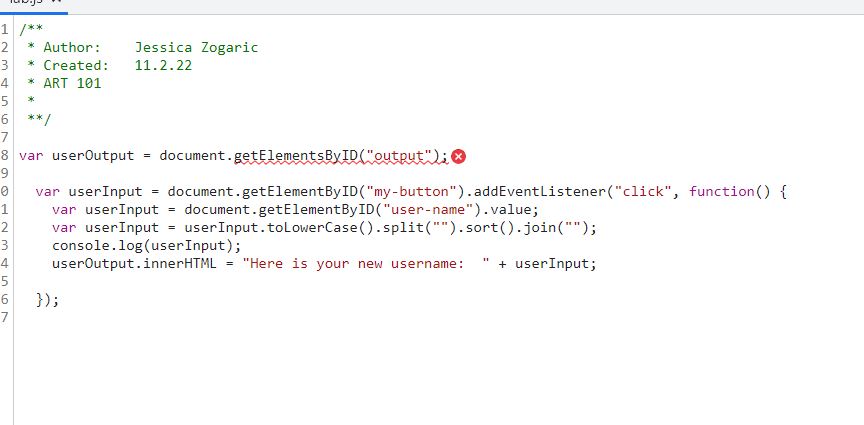 lab.js
1 /**
2  * Author:    Jessica Zogaric
3  * Created:   11.2.22
4  * ART 101
5  *
6  **/
7
8 var userOutput = document.getElementsByID("output");
9
0   var userInput = document.getElementByID("my-button").addEventListener("click", function() {
1     var userInput = document.getElementByID("user-name").value;
2     var userInput = userInput.toLowerCase().split("").sort().join("");
3     console.log(userInput);
4     userOutput.innerHTML = "Here is your new username:  " + userInput;
5
6   });
7